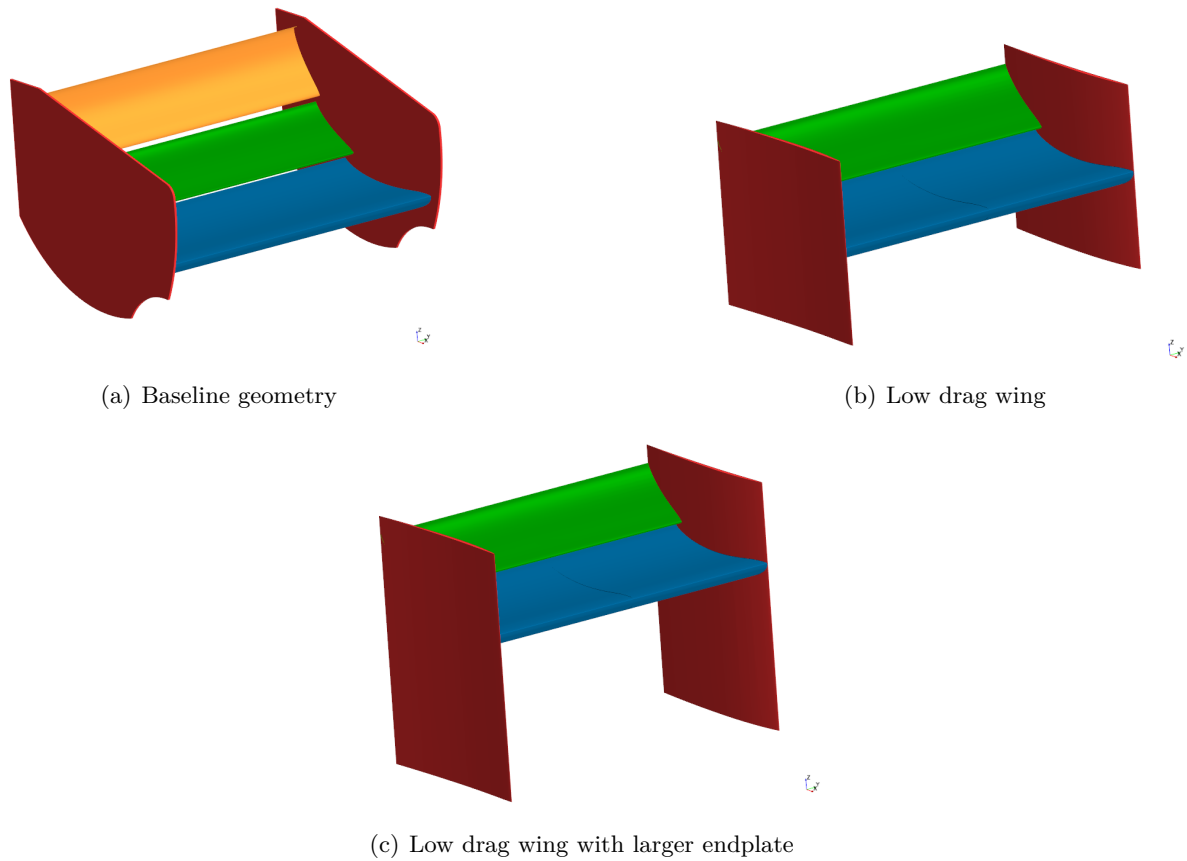 (a) Baseline geometry
(b) Low drag wing
(c) Low drag wing with larger endplate